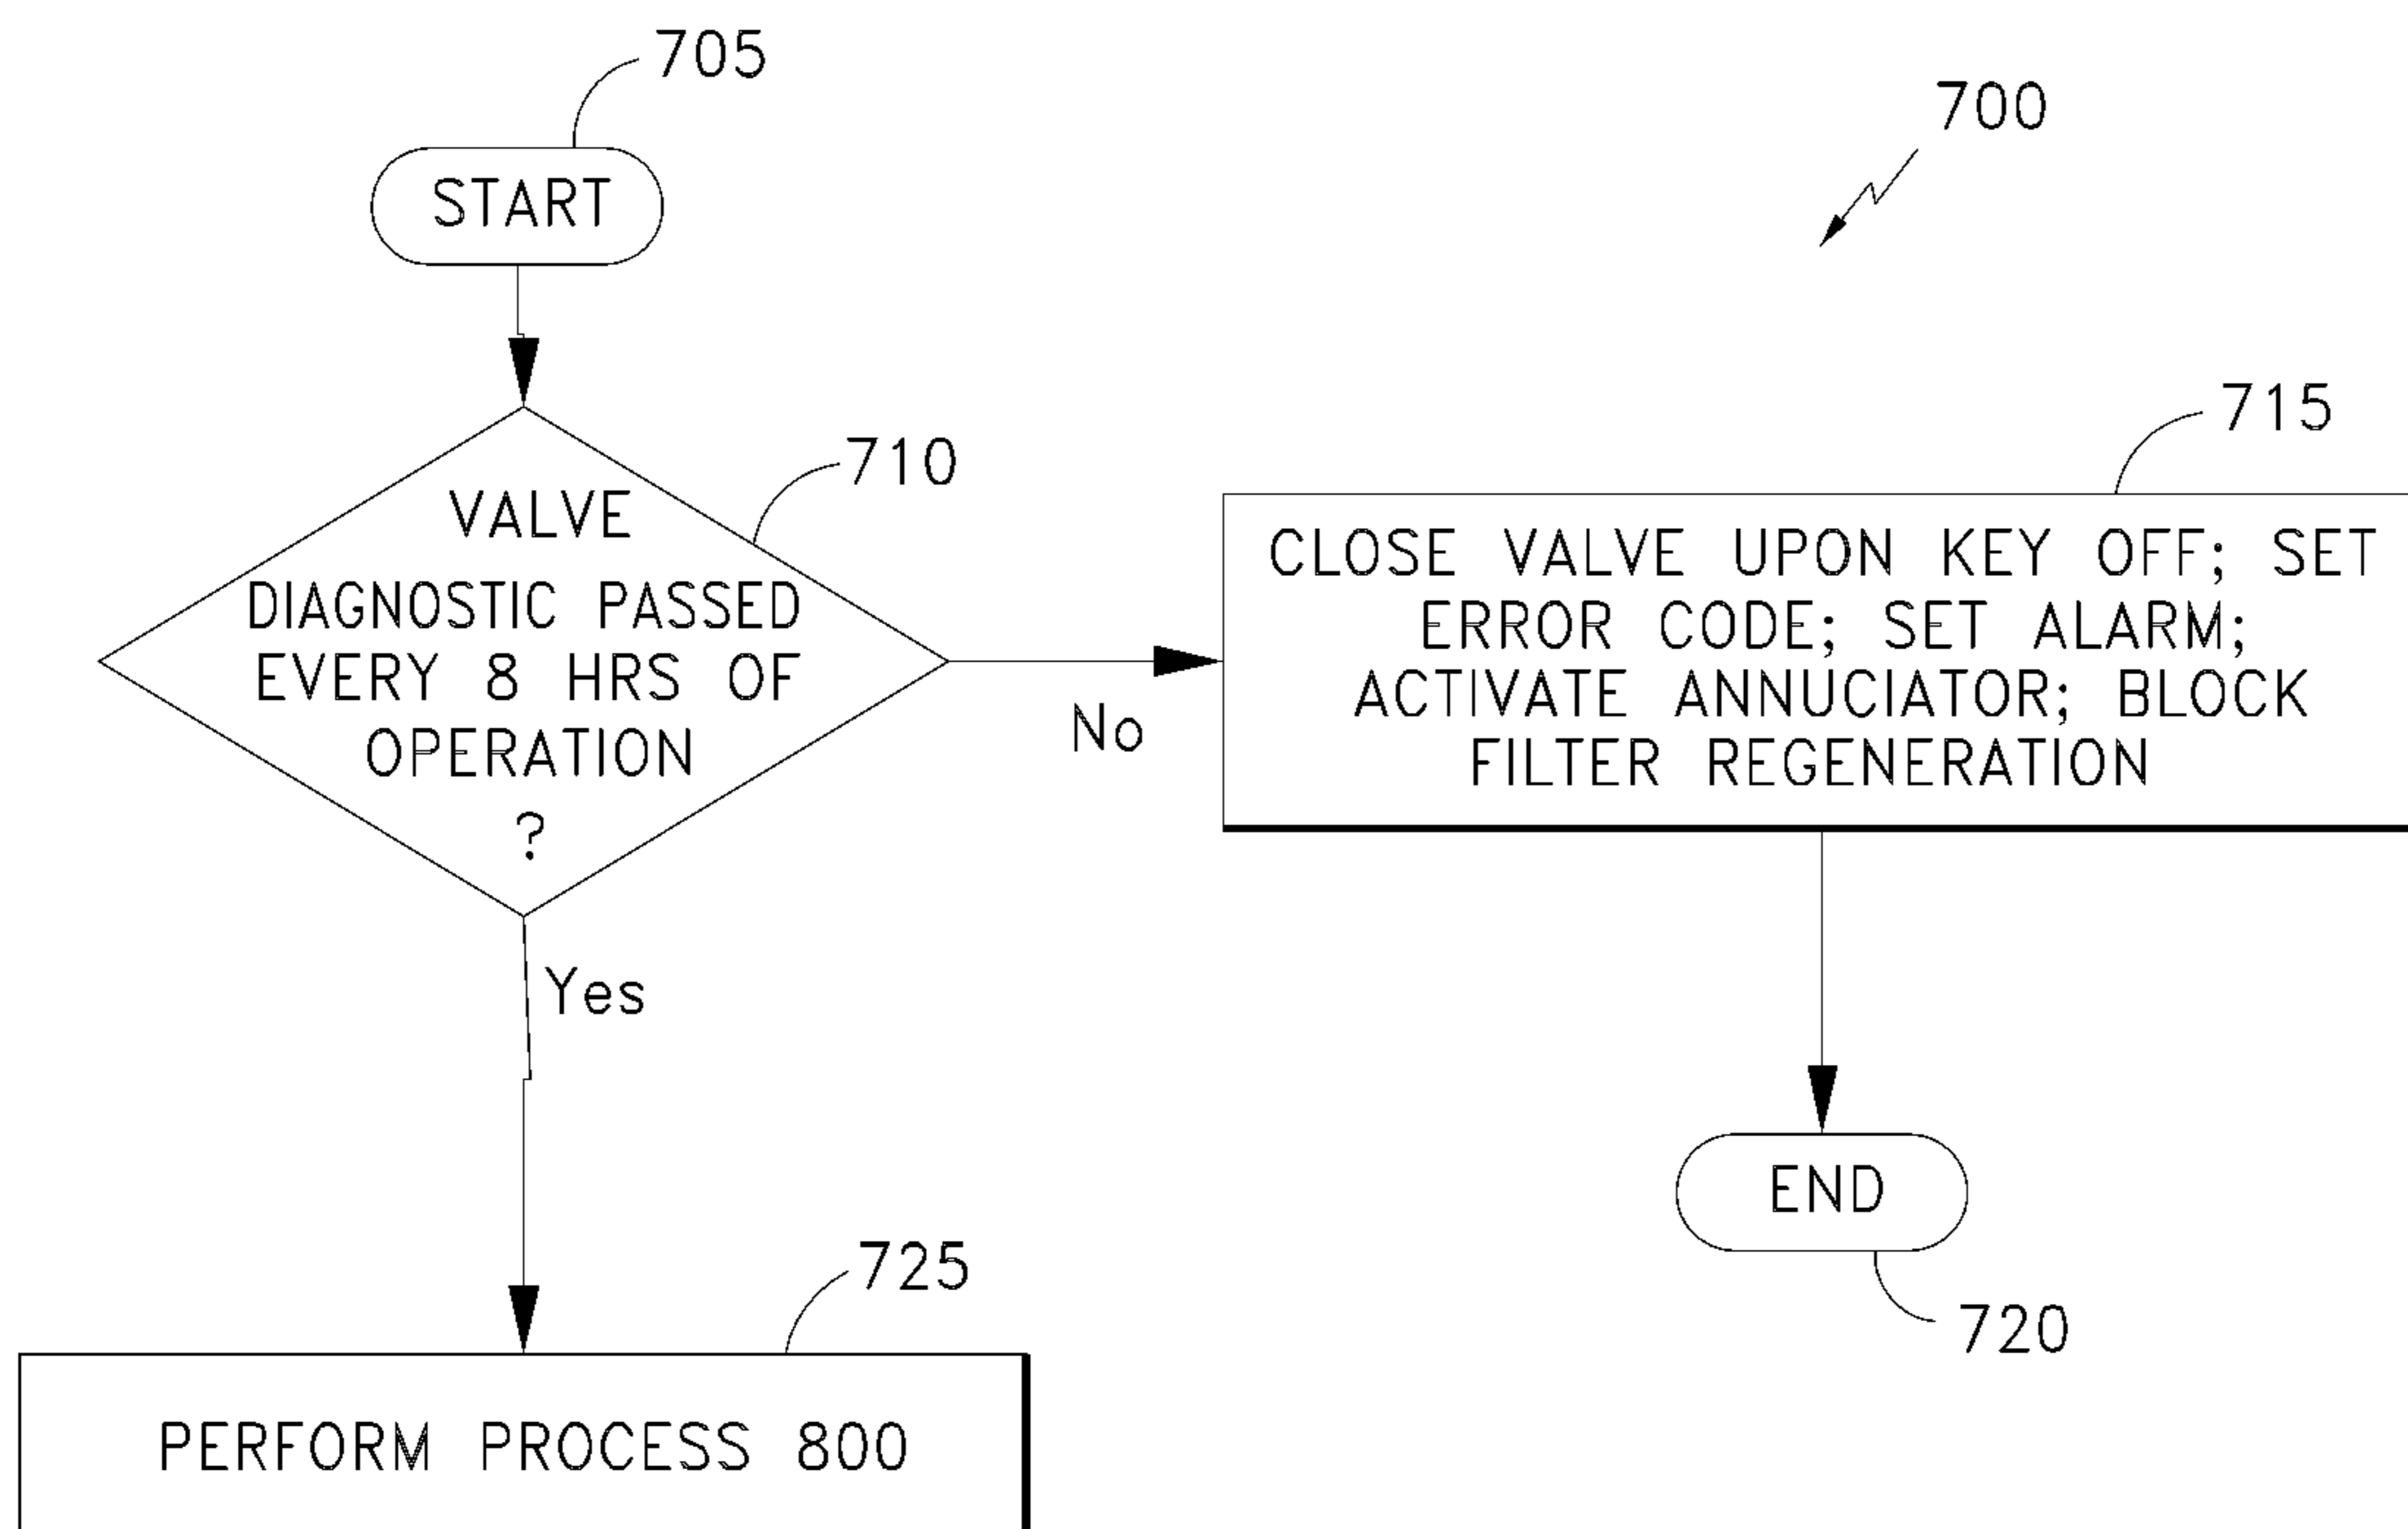 705
START
700
710
VALVE
DIAGNOSTIC PASSED
EVERY 8 HRS OF
OPERATION
?
No
715
CLOSE VALVE UPON KEY OFF; SET
ERROR CODE; SET ALARM;
ACTIVATE ANNUCIATOR; BLOCK
FILTER REGENERATION
Yes
END
720
725
PERFORM PROCESS 800